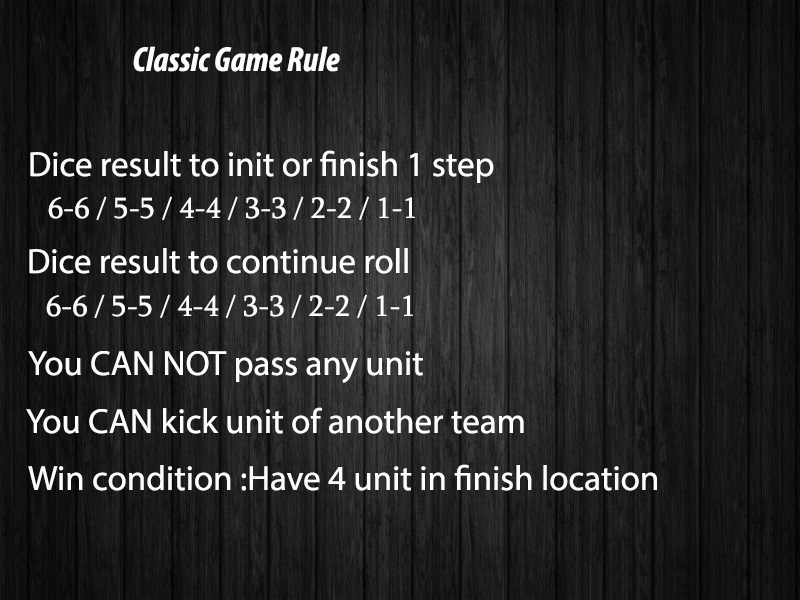 Classic Game Rule
Dice result to init or finish 1 step
6-6 / 5-5 / 4-4 / 3-3 / 2-2 / 1-1
Dice result to continue roll
6-6 / 5-5 / 4-4 / 3-3 / 2-2 / 1-1
You CAN NOT pass any unit
You CAN kick unit of another team
Win condition :Have 4 unit in finish location